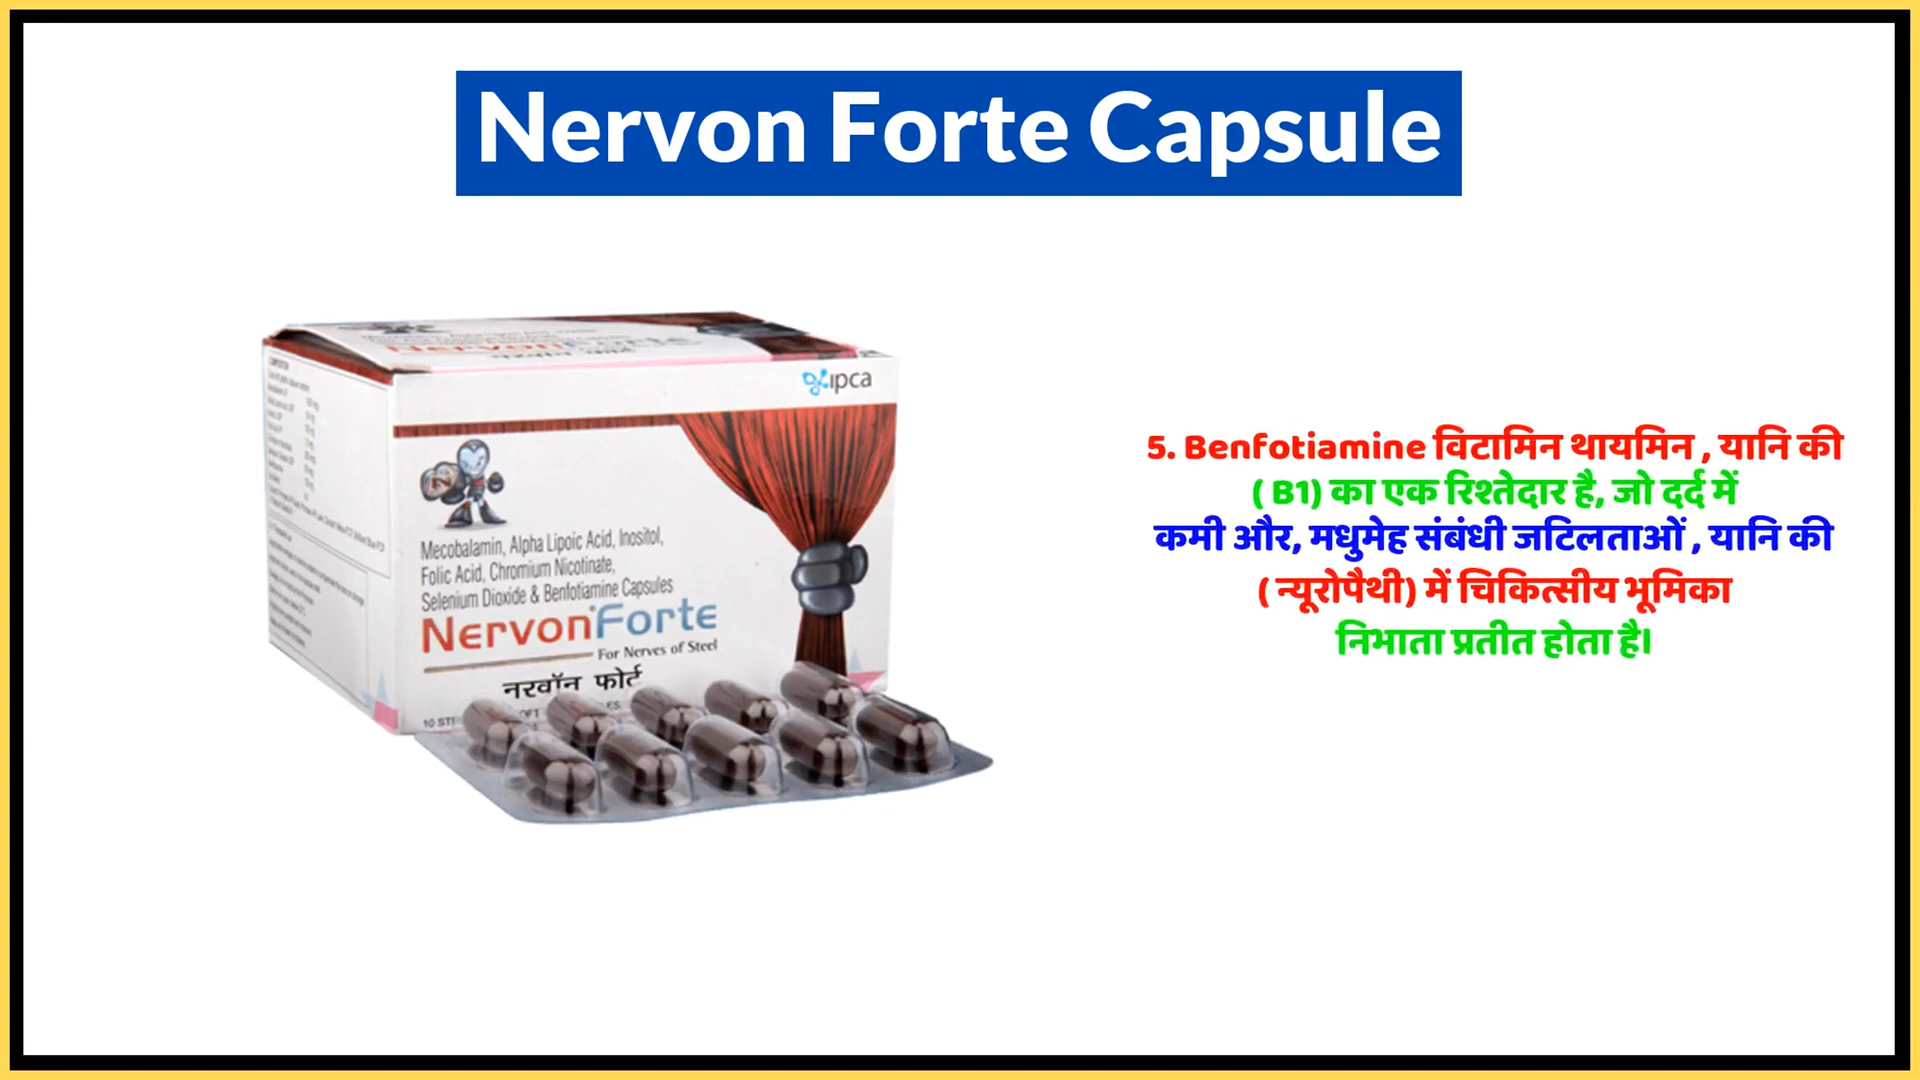 Nervon Forte Capsule
ipca
Mecobalamin, Alpha Lipoic Acid, Inositol,
Folic Acid, Chromium Nicotinate,
Selenium Dioxide & Benfotiamine Capsules
NervonForte
For Nerves of Steel
नरवॉन फोर्ट
5. Benfotiamine विटामिन थायमिन , यानि की
( B1) का एक रिश्तेदार है, जो दर्द में
कमी और, मधुमेह संबंधी जटिलताओं , यानि की
( न्यूरोपैथी) में चिकित्सीय भूमिका
निभाता प्रतीत होता है।